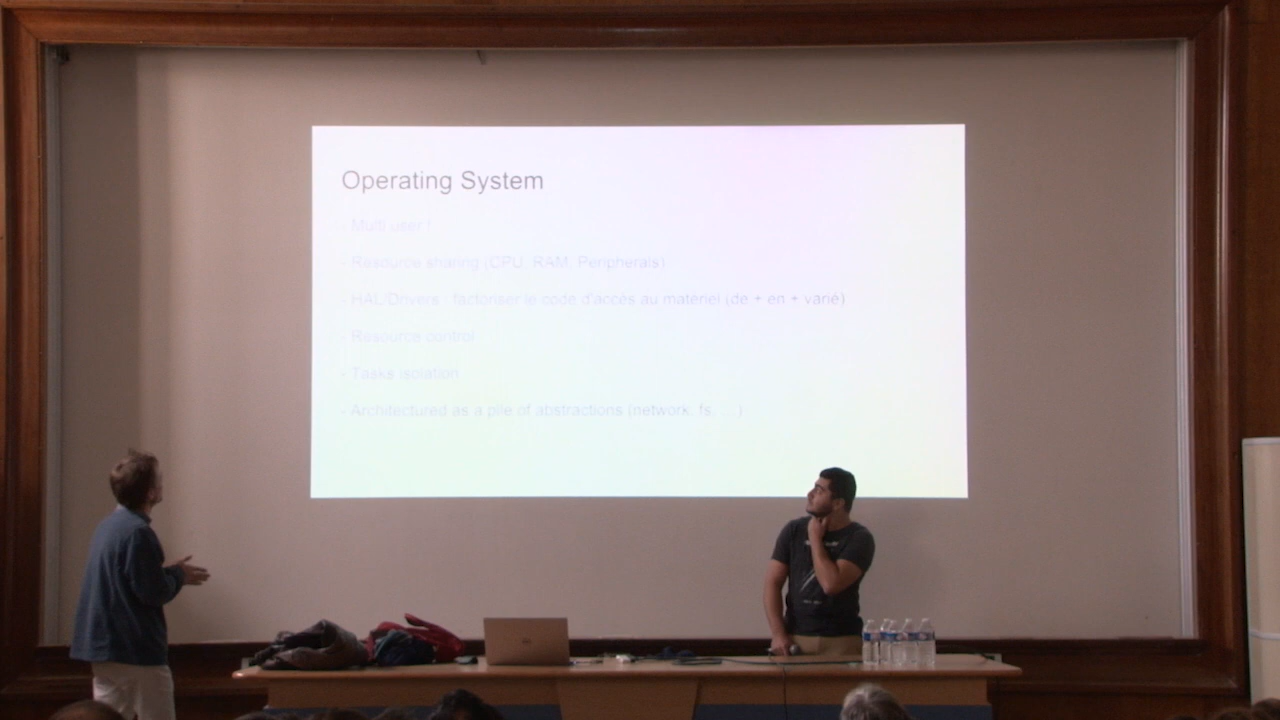 Operating System
- Multi user !
- Resource sharing (CPU, RAM, Peripherals)
- HAL/Drivers : factoriser le code d'accès au matériel (de + en + varié)
- Resource control
- Tasks isolation
- Architectured as a pile of abstractions (network, fs, ...)